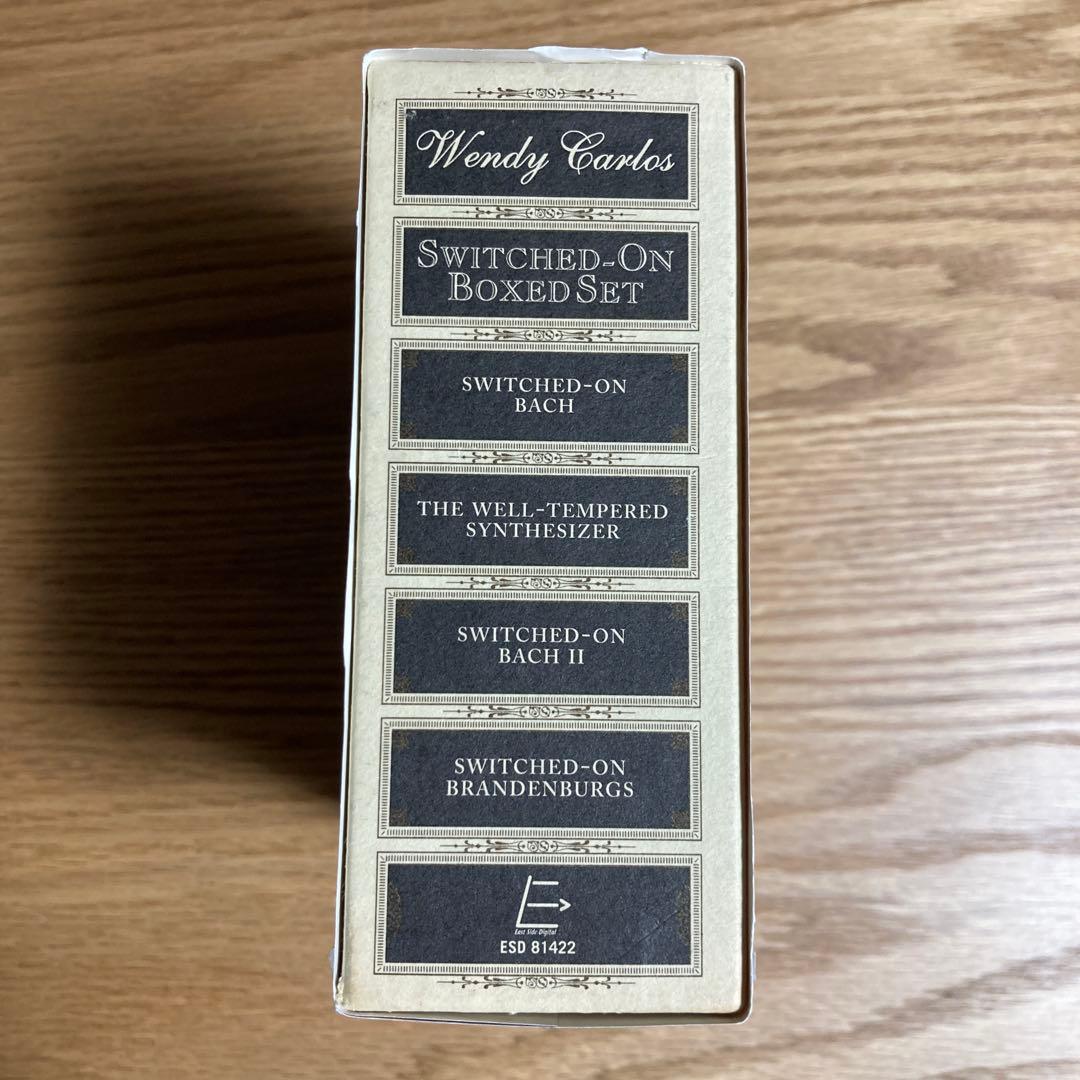 Wendy Carlos
SWITCHED-ON
BOXED SET
SWITCHED-ON
BACH
THE WELL-TEMPERED
SYNTHESIZER
SWITCHED-ON
BACH II
SWITCHED-ON
BRANDENBURGS
East Side Digital
ESD 81422